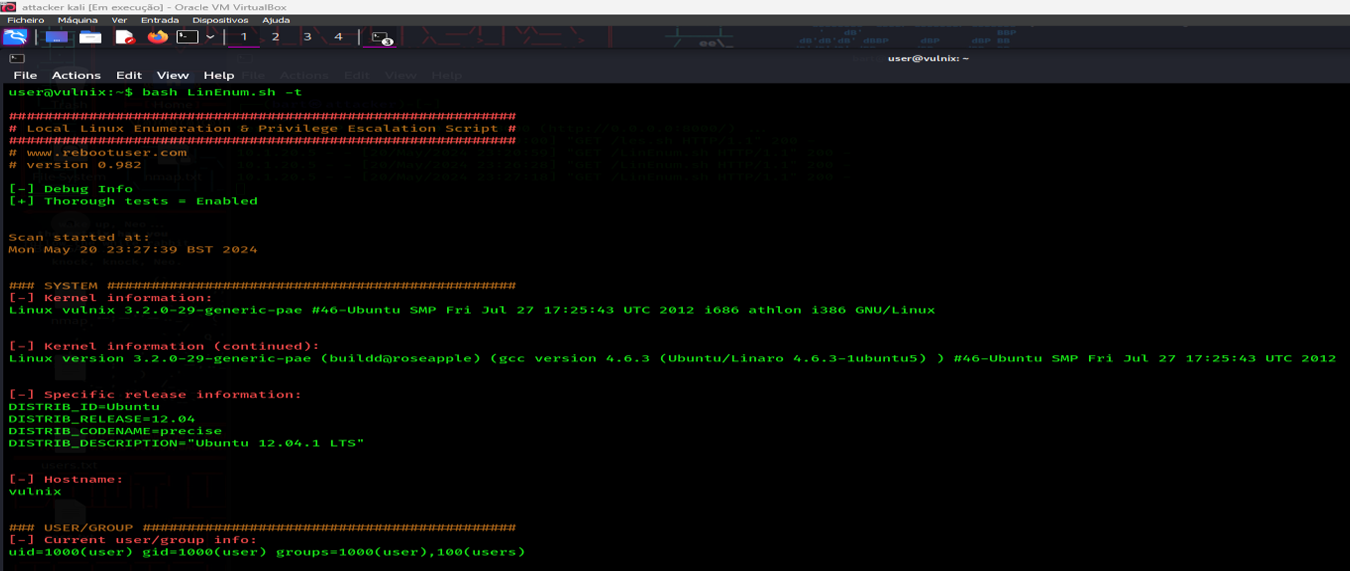 attacker kali [Em execução] - Oracle VM VirtualBox
Ficheiro Máquina Ver Entrada Dispositivos Ajuda
1 2 3 4 3
user@vulnix: ~
File Actions Edit View Help
user@vulnix:~$ bash LinEnum.sh -t
#########################################################
# Local Linux Enumeration & Privilege Escalation Script #
#########################################################
# www.rebootuser.com
# version 0.982
[-] Debug Info
[+] Thorough tests = Enabled
Scan started at:
Mon May 20 23:27:39 BST 2024
### SYSTEM ##############################################
[-] Kernel information:
Linux vulnix 3.2.0-29-generic-pae #46-Ubuntu SMP Fri Jul 27 17:25:43 UTC 2012 i686 athlon i386 GNU/Linux
[-] Kernel information (continued):
Linux version 3.2.0-29-generic-pae (buildd@roseapple) (gcc version 4.6.3 (Ubuntu/Linaro 4.6.3-1ubuntu5) ) #46-Ubuntu SMP Fri Jul 27 17:25:43 UTC 2012
[-] Specific release information:
DISTRIB_ID=Ubuntu
DISTRIB_RELEASE=12.04
DISTRIB_CODENAME=precise
DISTRIB_DESCRIPTION="Ubuntu 12.04.1 LTS"
[-] Hostname:
vulnix
### USER/GROUP ##########################################
[-] Current user/group info:
uid=1000(user) gid=1000(user) groups=1000(user),100(users)